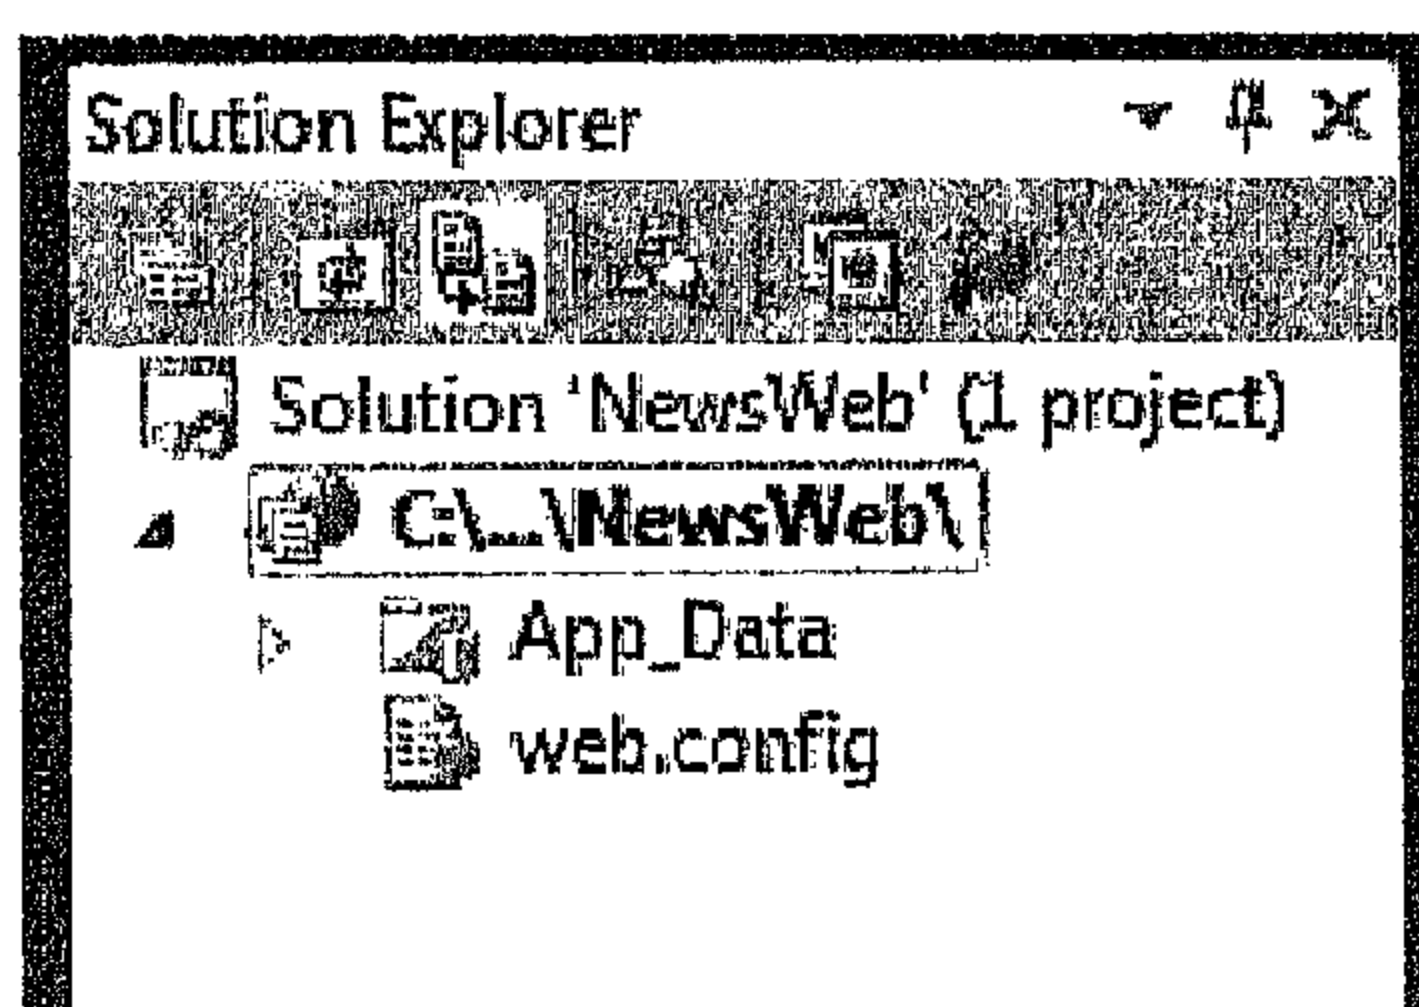 Solution Explorer
Solution 'NewsWeb' (1 project)
C:\...\NewsWeb\
App_Data
web.config